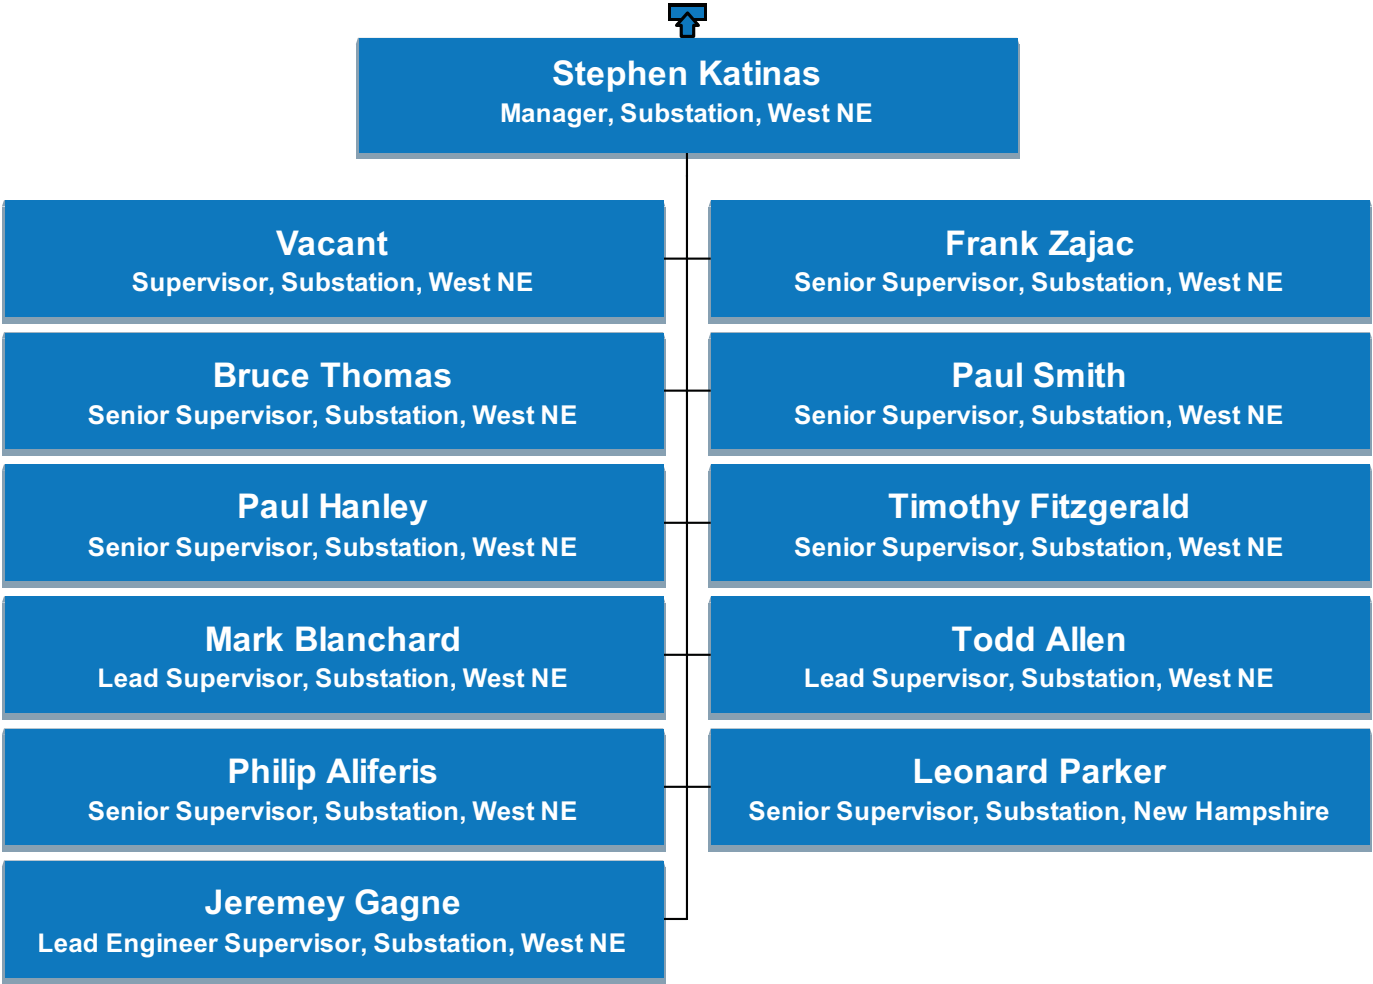 Stephen Katinas
Manager, Substation, West NE
Vacant
Supervisor, Substation, West NE
Frank Zajac
Senior Supervisor, Substation, West NE
Bruce Thomas
Senior Supervisor, Substation, West NE
Paul Smith
Senior Supervisor, Substation, West NE
Paul Hanley
Senior Supervisor, Substation, West NE
Timothy Fitzgerald
Senior Supervisor, Substation, West NE
Mark Blanchard
Lead Supervisor, Substation, West NE
Todd Allen
Lead Supervisor, Substation, West NE
Philip Aliferis
Senior Supervisor, Substation, West NE
Leonard Parker
Senior Supervisor, Substation, New Hampshire
Jeremey Gagne
Lead Engineer Supervisor, Substation, West NE